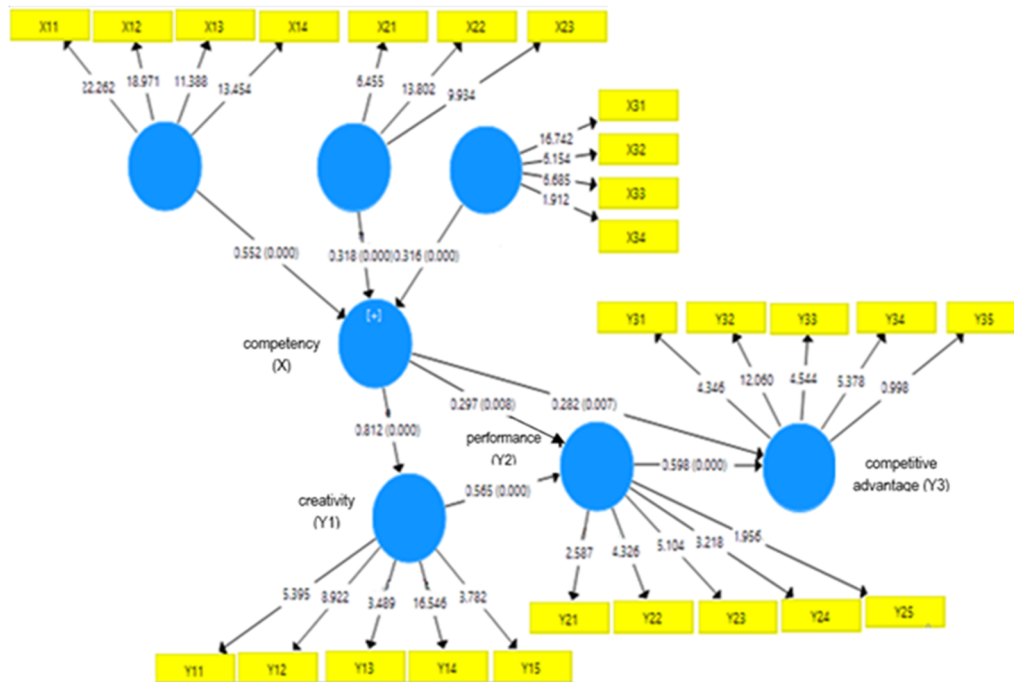 X11
X12
X13
X14
X21
X22
X23
22.262
18.971
11.388
13.454
6.455
13.802
9.934
X31
X32
X33
X34
16.742
6.154
6.685
1.912
0.552 (0.000)
0.318 (0.000)
0.316 (0.000)
[+]
competency
(X)
Y31
Y32
Y33
Y34
Y35
4.346
12.060
4.544
5.378
0.998
0.297 (0.008)
0.282 (0.007)
0.812 (0.000)
performance
(Y2)
0.598 (0.000)
competitive
advantage (Y3)
creativity
(Y1)
0.565 (0.000)
5.395
8.922
3.489
16.546
3.782
2.587
4.326
5.104
3.218
1.956
Y21
Y22
Y23
Y24
Y25
Y11
Y12
Y13
Y14
Y15